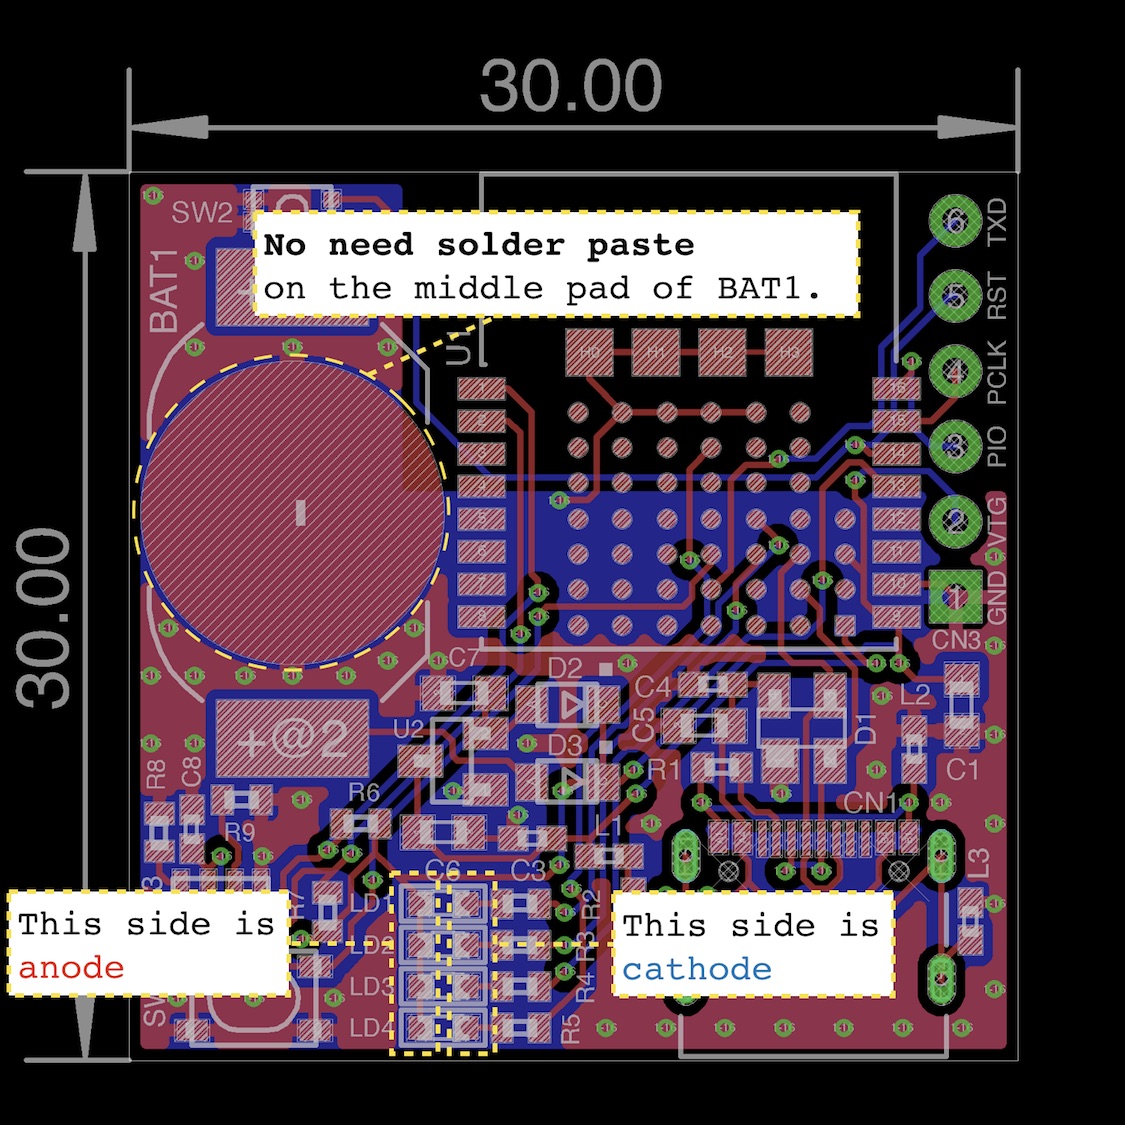 30.00
30.00
SW2
TXD
6
No need solder paste
on the middle pad of BAT1.
BAT1
RST
5
H0 H1 H2 H3
PCLK
4
1
2
3
4
5
6
7
8
15
14
13
12
11
10
9
PIO
3
VTG
2
GND
1
CN3
C7
D2
C4
L2
+@2
U2
D3
C5
D1
R1
C1
R8
C8
R6
CN1
R9
L1
C6
C3
L3
This side is
anode
R7
LD1
LD2
LD3
LD4
R2
R3
R4
R5
This side is
cathode